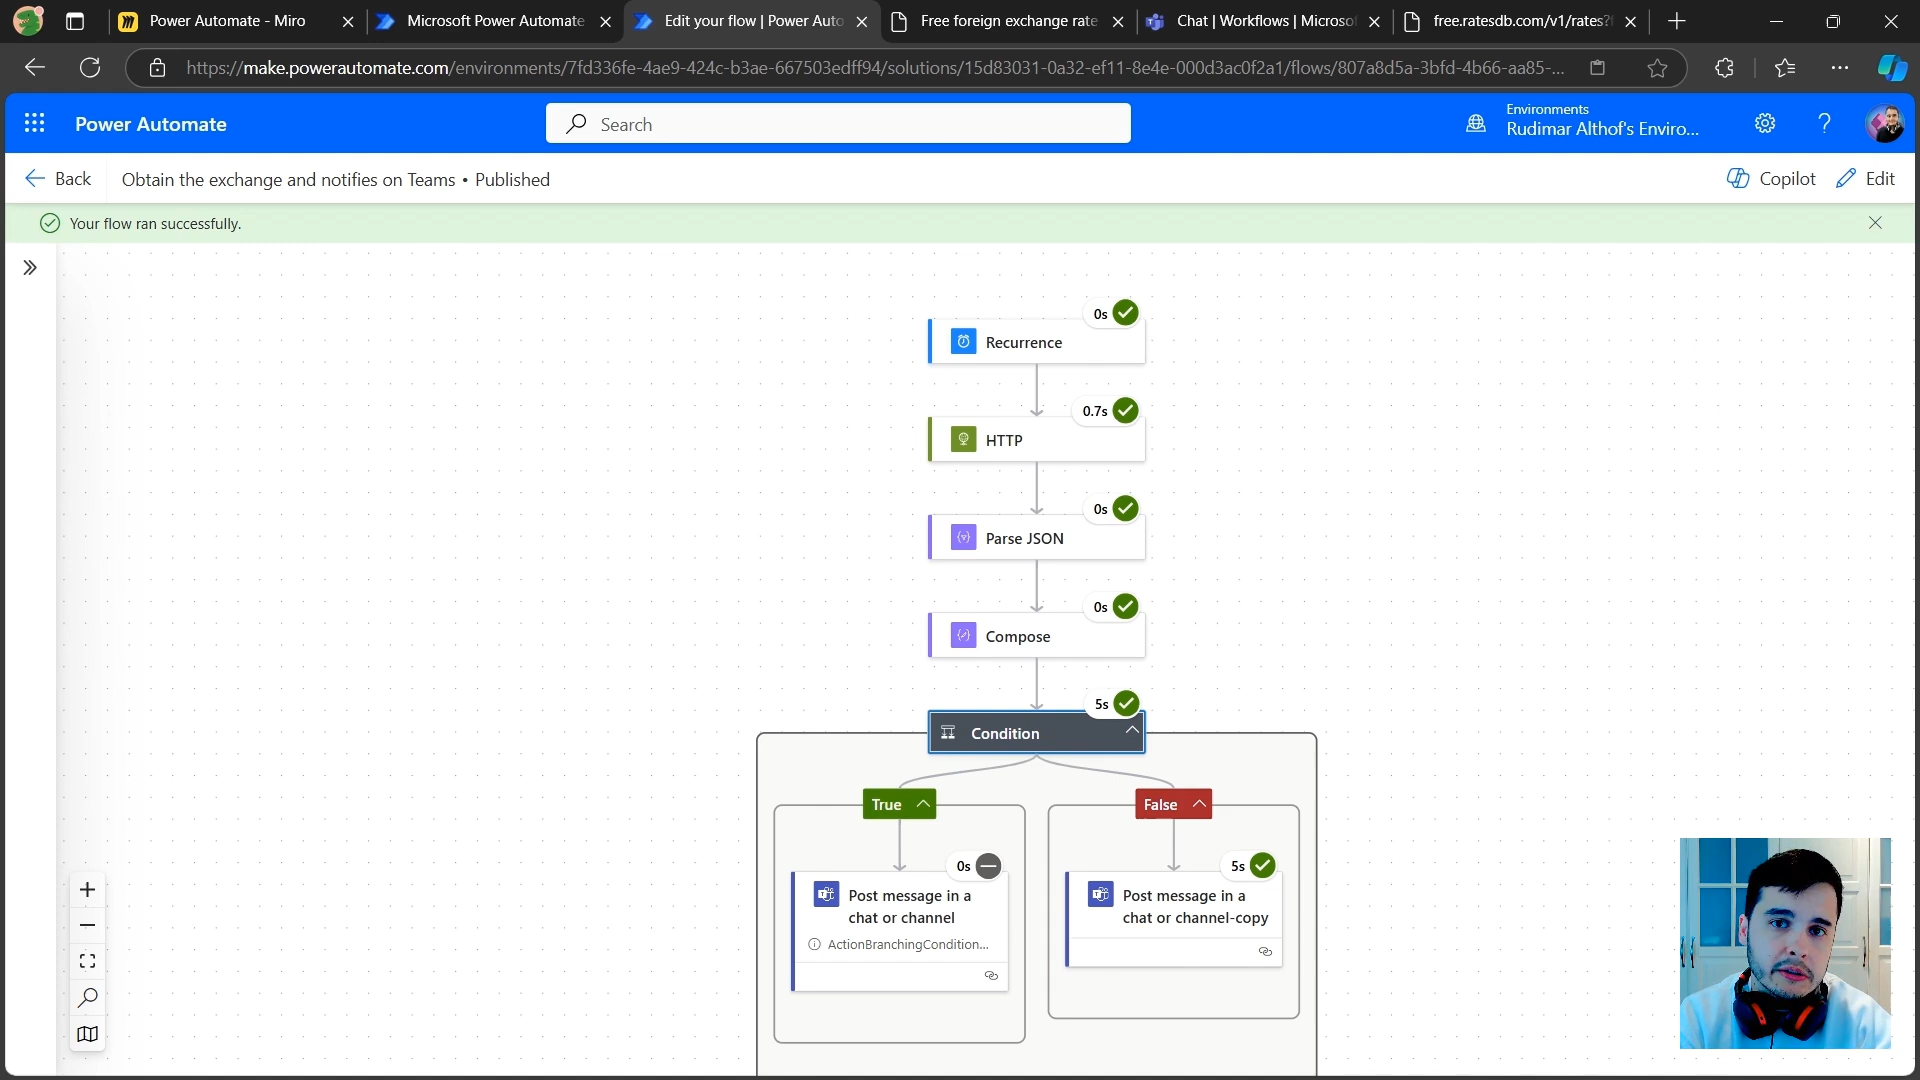 Power Automate - Miro
Microsoft Power Automate
Edit your flow | Power Auto
Free foreign exchange rate
Chat | Workflows | Microsof
free.ratesdb.com/v1/rates?f
https://make.powerautomate.com/environments/7fd336fe-4ae9-424c-b3ae-667503edff94/solutions/15d83031-0a32-ef11-8e4e-000d3ac0f2a1/flows/807a8d5a-3bfd-4b66-aa85-...
Power Automate
Search
Environments
Rudimar Althof's Enviro...
Back
Obtain the exchange and notifies on Teams • Published
Copilot
Edit
Your flow ran successfully.
0s
Recurrence
0.7s
HTTP
0s
Parse JSON
0s
Compose
5s
Condition
True
False
0s
5s
Post message in a
chat or channel
ActionBranchingCondition...
Post message in a
chat or channel-copy